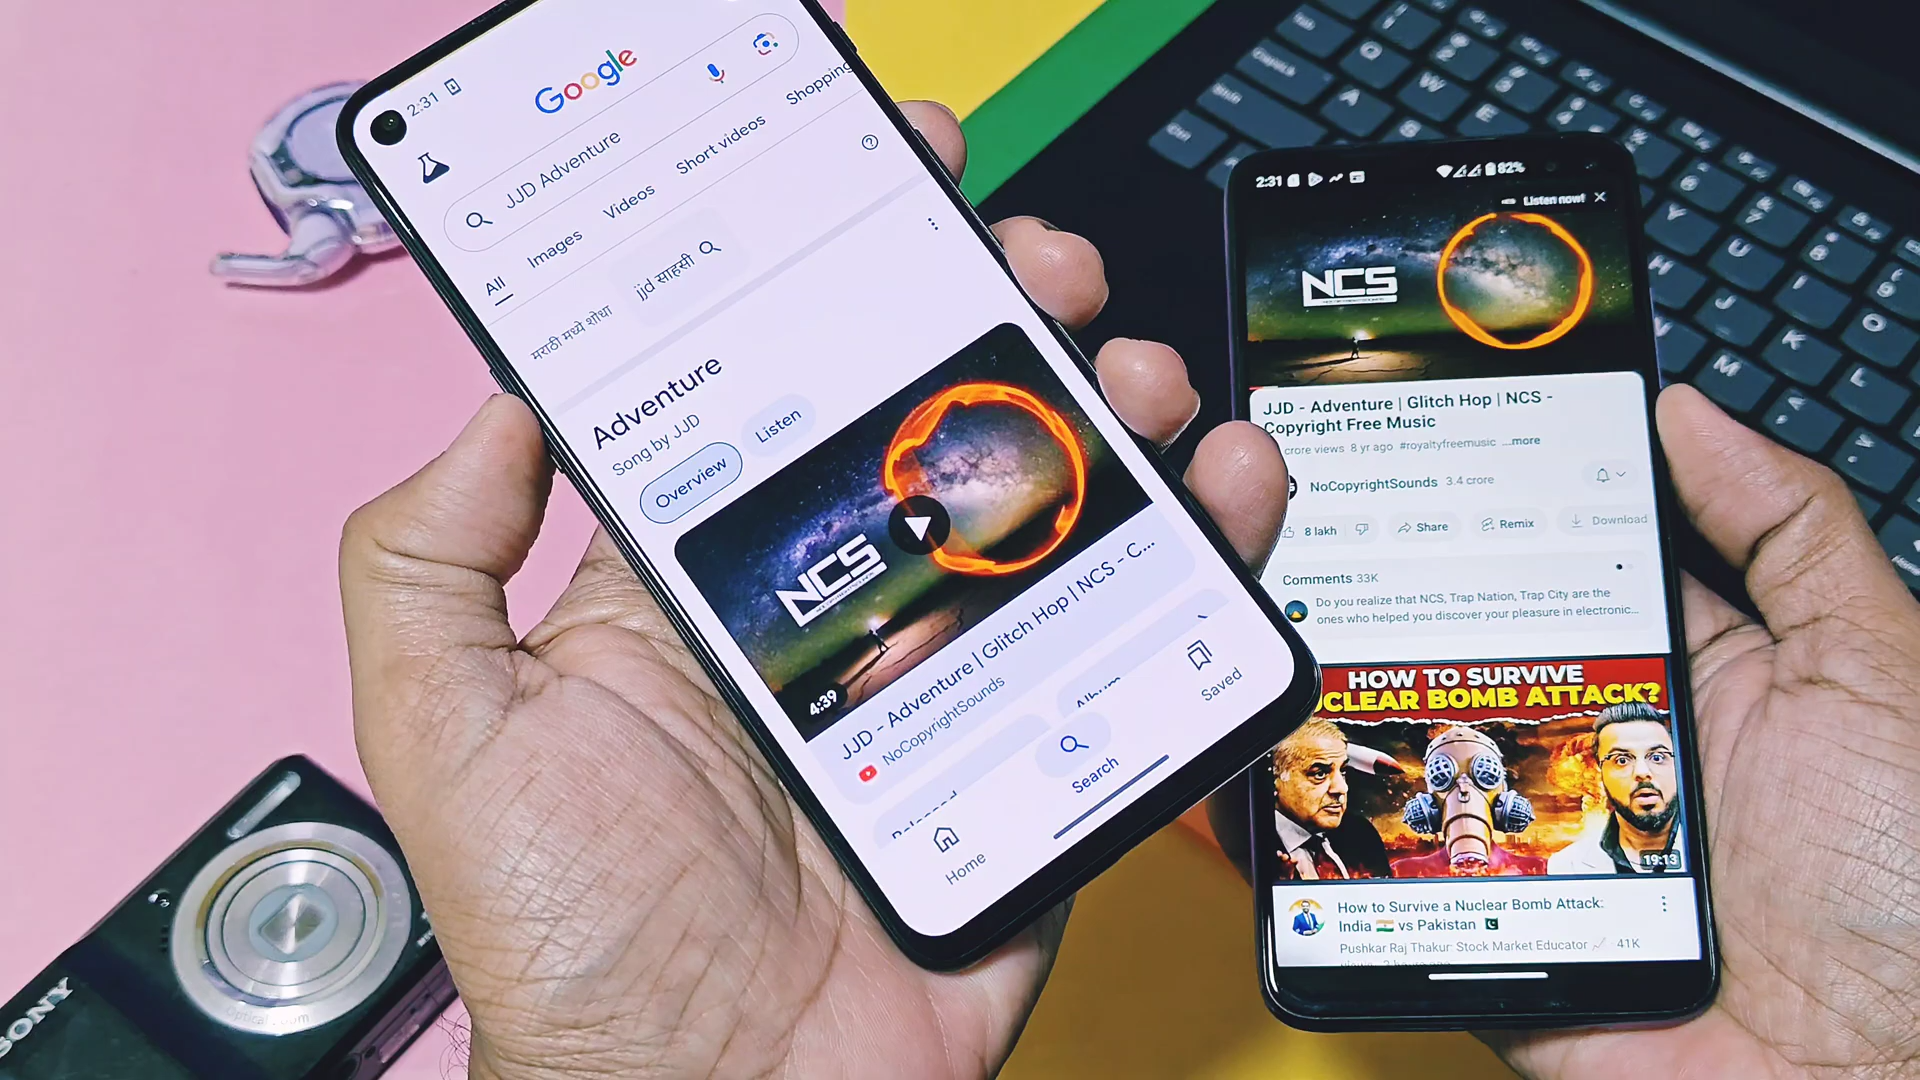 2:31
Google
JJD Adventure
All Images Videos Short videos Shopping
मराठी मध्ये शोधा jjd साहसी
Adventure
Song by JJD
Overview Listen
NCS
4:39
JJD - Adventure | Glitch Hop | NCS - C...
NoCopyrightSounds
Album
Home Search Saved
2:31 82%
Listen now!
NCS
JJD - Adventure | Glitch Hop | NCS -
Copyright Free Music
crore views 8 yr ago #royaltyfreemusic ...more
NoCopyrightSounds 3.4 crore
8 lakh Share Remix Download
Comments 33K
Do you realize that NCS, Trap Nation, Trap City are the
ones who helped you discover your pleasure in electronic...
HOW TO SURVIVE
UCLEAR BOMB ATTACK?
19:13
How to Survive a Nuclear Bomb Attack:
India 🇮🇳 vs Pakistan 🇵🇰
Pushkar Raj Thakur: Stock Market Educator · 41K
SONY
Optical Zoom